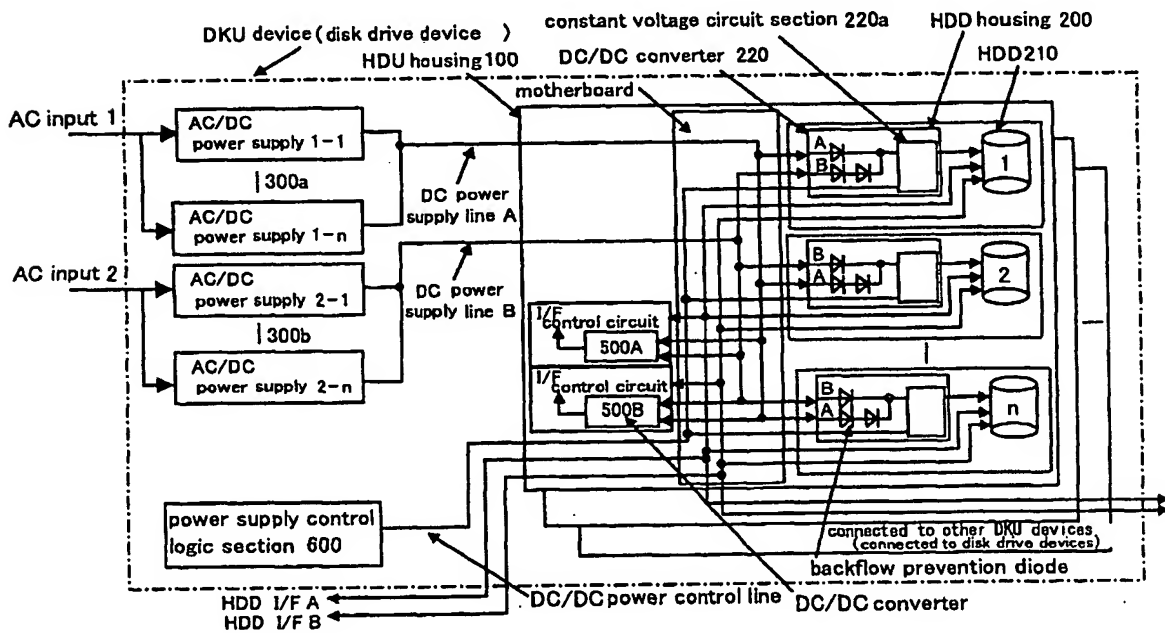 DKU device (disk drive device )
HDU housing 100
constant voltage circuit section 220a
DC/DC converter 220
motherboard
HDD housing 200
HDD210
AC input 1
AC/DC
power supply 1-1
300a
AC/DC
power supply 1-n
AC input 2
AC/DC
power supply 2-1
300b
AC/DC
power supply 2-n
DC power
supply line A
DC power
supply line B
A
B
1
B
A
2
B
A
n
I/F
control circuit
500A
I/F
control circuit
500B
power supply control
logic section 600
connected to other DKU devices
(connected to disk drive devices)
backflow prevention diode
DC/DC power control line
DC/DC converter
HDD I/F A
HDD I/F B